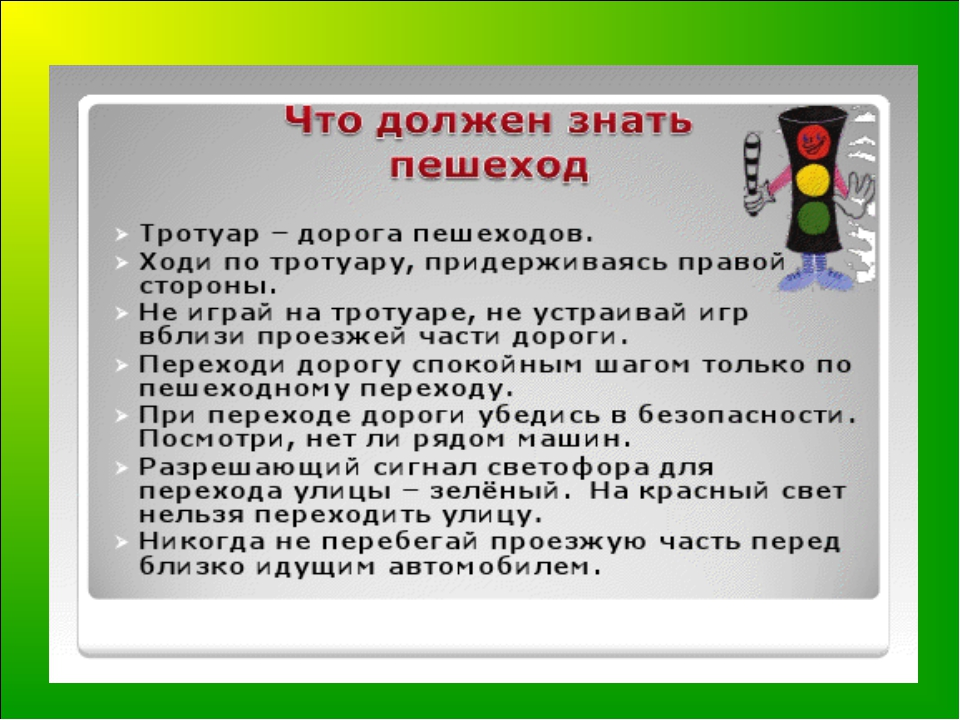 Что должен знать
пешеход
Тротуар – дорога пешеходов.
Ходи по тротуару, придерживаясь правой
стороны.
Не играй на тротуаре, не устраивай игр
вблизи проезжей части дороги.
Переходи дорогу спокойным шагом только по
пешеходному переходу.
При переходе дороги убедись в безопасности.
Посмотри, нет ли рядом машин.
Разрешающий сигнал светофора для
перехода улицы – зелёный. На красный свет
нельзя переходить улицу.
Никогда не перебегай проезжую часть перед
близко идущим автомобилем.